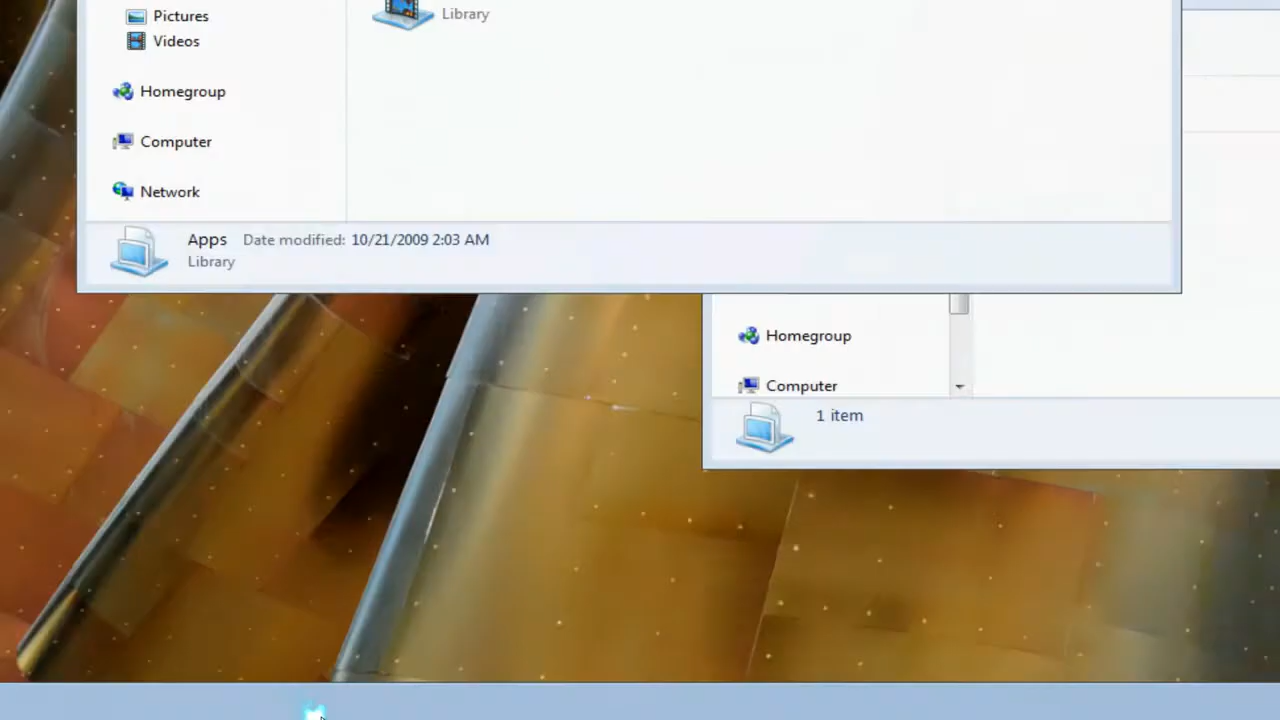 Pictures
Library
Videos
Homegroup
Computer
Network
Apps Date modified: 10/21/2009 2:03 AM
Library
Homegroup
Computer
1 item